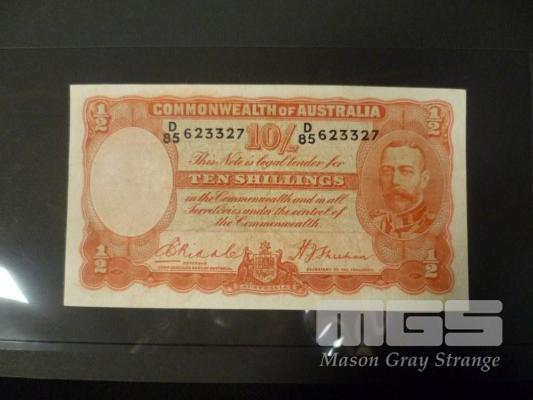 COMMONWEALTH OF AUSTRALIA
1/2
D/85 623327 10/- D/85 623327
This Note is legal tender for
TEN SHILLINGS
in the Commonwealth and in all
Territories under the control of
the Commonwealth
1/2 1/2
AUSTRALIA
MGS
Mason Gray Strange